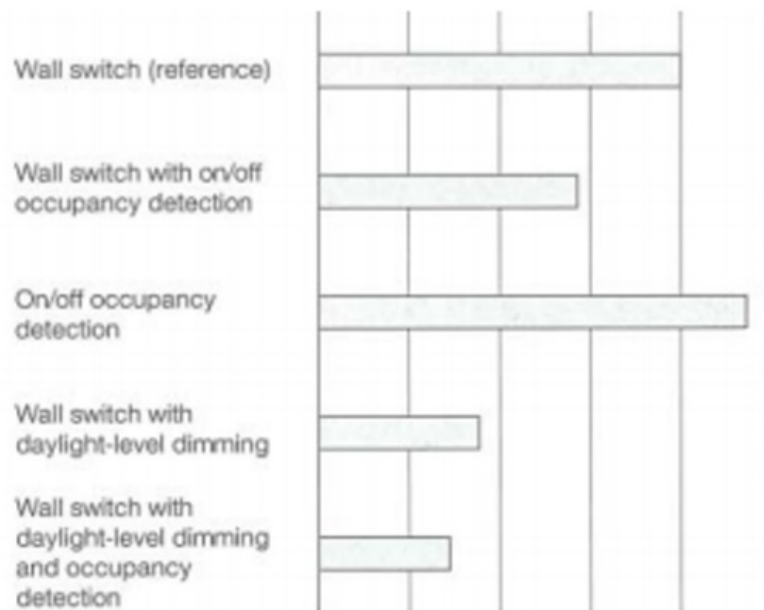 Wall switch (reference)
Wall switch with on/off
occupancy detection
On/off occupancy
detection
Wall switch with
daylight-level dimming
Wall switch with
daylight-level dimming
and occupancy
detection